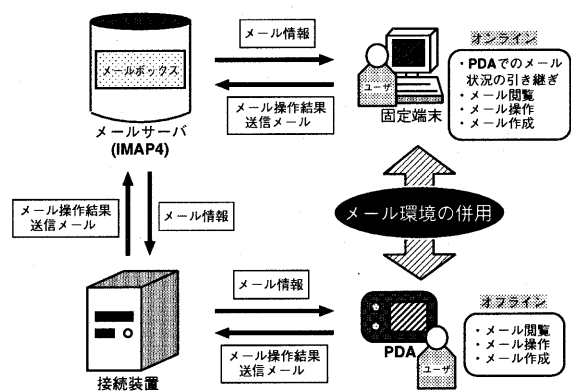 メール情報
オンライン
メールボックス
・PDAでのメール
状況の引き継ぎ
・メール閲覧
・メール操作
・メール作成
ユーザ
メール操作結果
送信メール
固定端末
メールサーバ
(IMAP4)
メール操作結果
送信メール
メール情報
メール環境の併用
メール情報
オフライン
・メール閲覧
・メール操作
・メール作成
メール操作結果
送信メール
PDA
ユーザ
接続装置